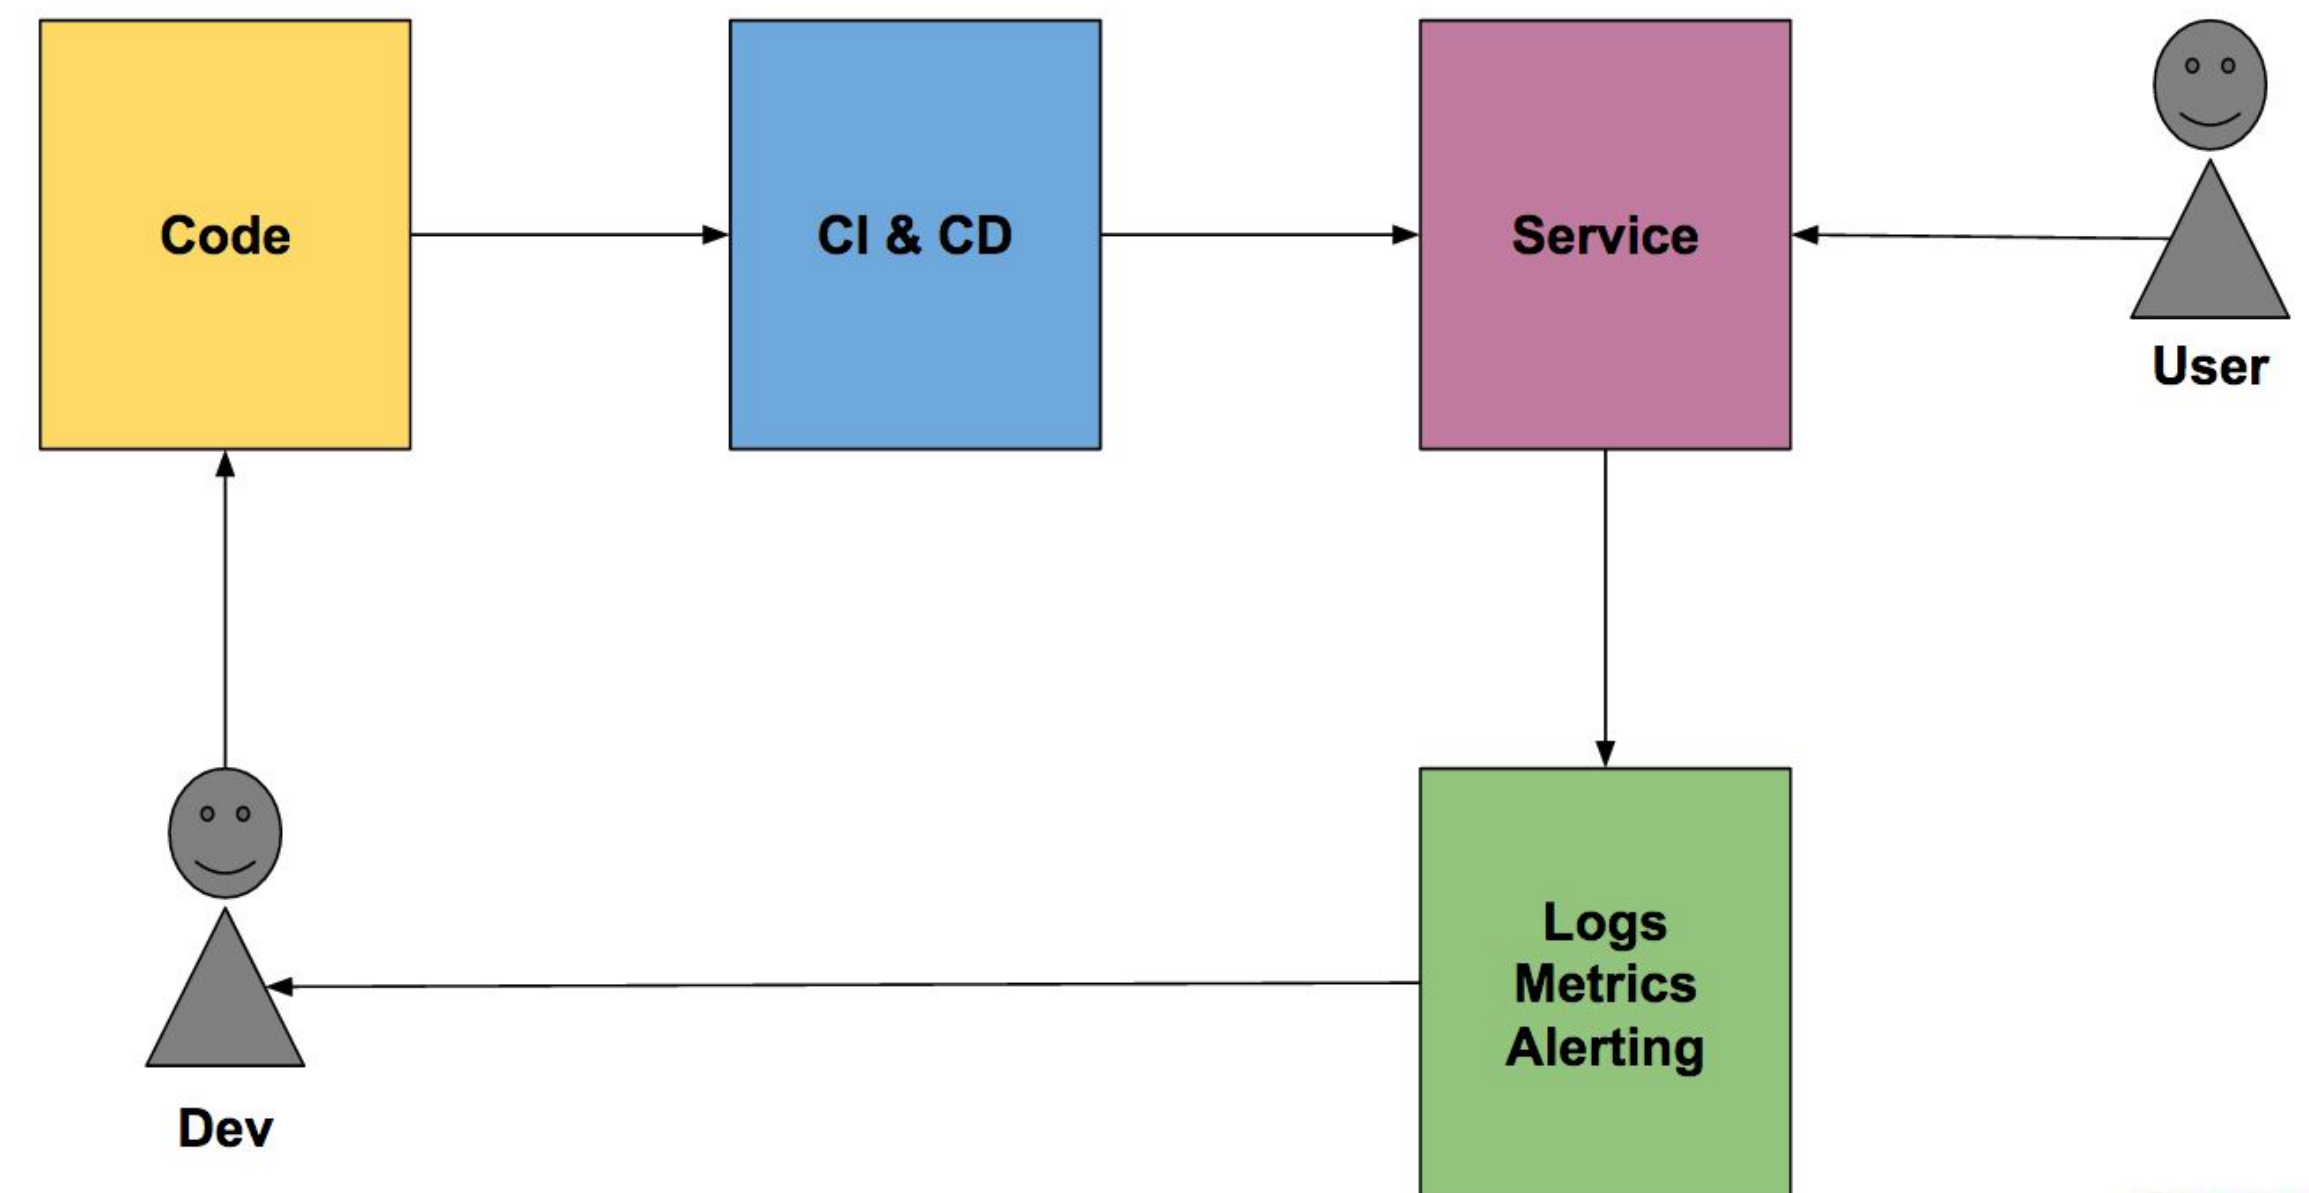 Code
CI & CD
Service
User
Logs
Metrics
Alerting
Dev